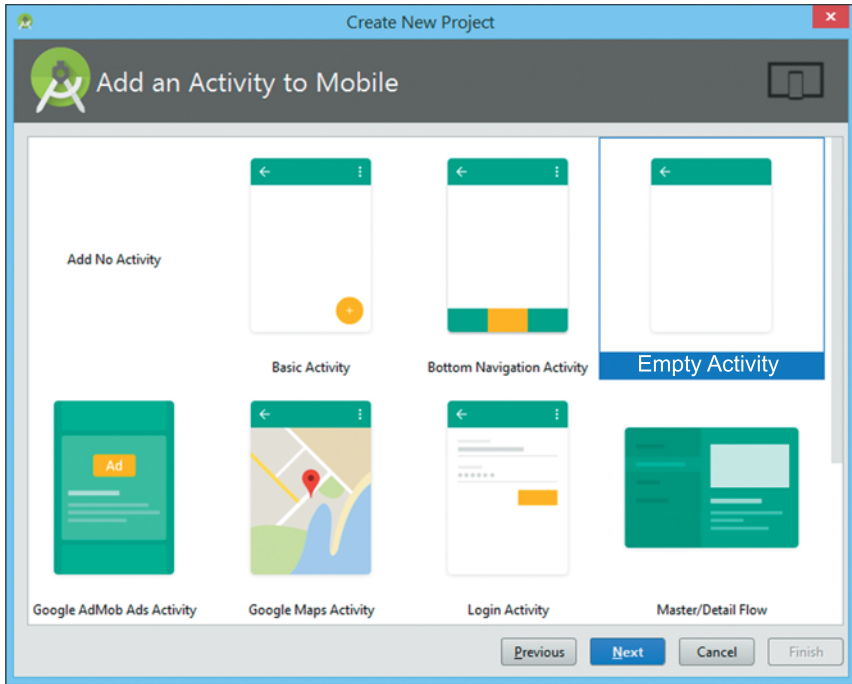 Create New Project
Add an Activity to Mobile
Add No Activity
Basic Activity
Bottom Navigation Activity
Empty Activity
Ad
Google AdMob Ads Activity
Google Maps Activity
Login Activity
Master/Detail Flow
Previous
Next
Cancel
Finish